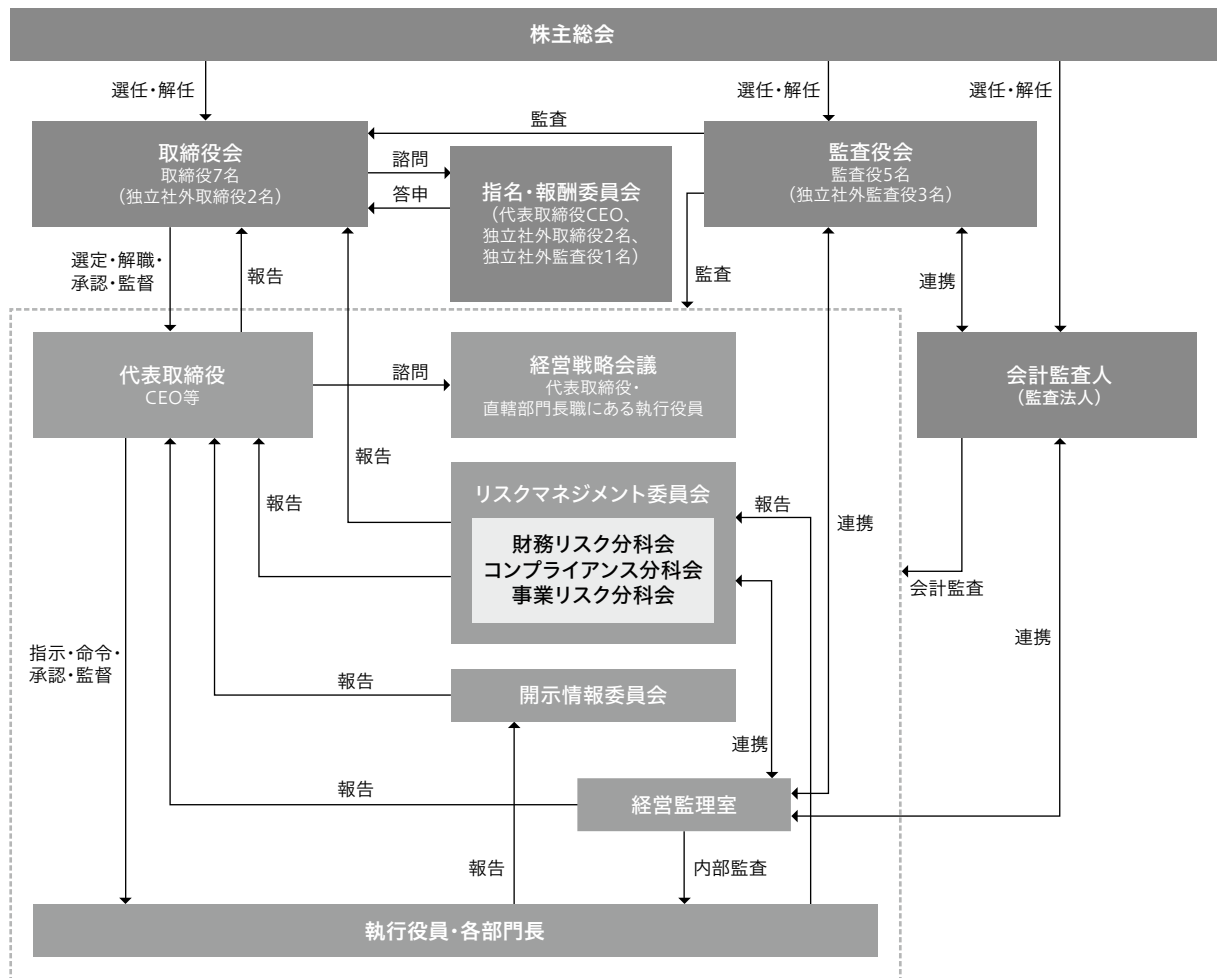 株主総会
選任・解任
選任・解任
選任・解任
監査
取締役会
取締役7名
（独立社外取締役2名）
諮問
答申
指名・報酬委員会
（代表取締役CEO、
独立社外取締役2名、
独立社外監査役1名）
監査役会
監査役5名
（独立社外監査役3名）
選定・解職・
承認・監督
報告
監査
連携
代表取締役
CEO等
諮問
経営戦略会議
代表取締役・
直轄部門長職にある執行役員
会計監査人
（監査法人）
報告
報告
リスクマネジメント委員会
財務リスク分科会
コンプライアンス分科会
事業リスク分科会
報告
連携
会計監査
連携
指示・命令・
承認・監督
報告
開示情報委員会
連携
報告
経営監理室
報告
内部監査
執行役員・各部門長